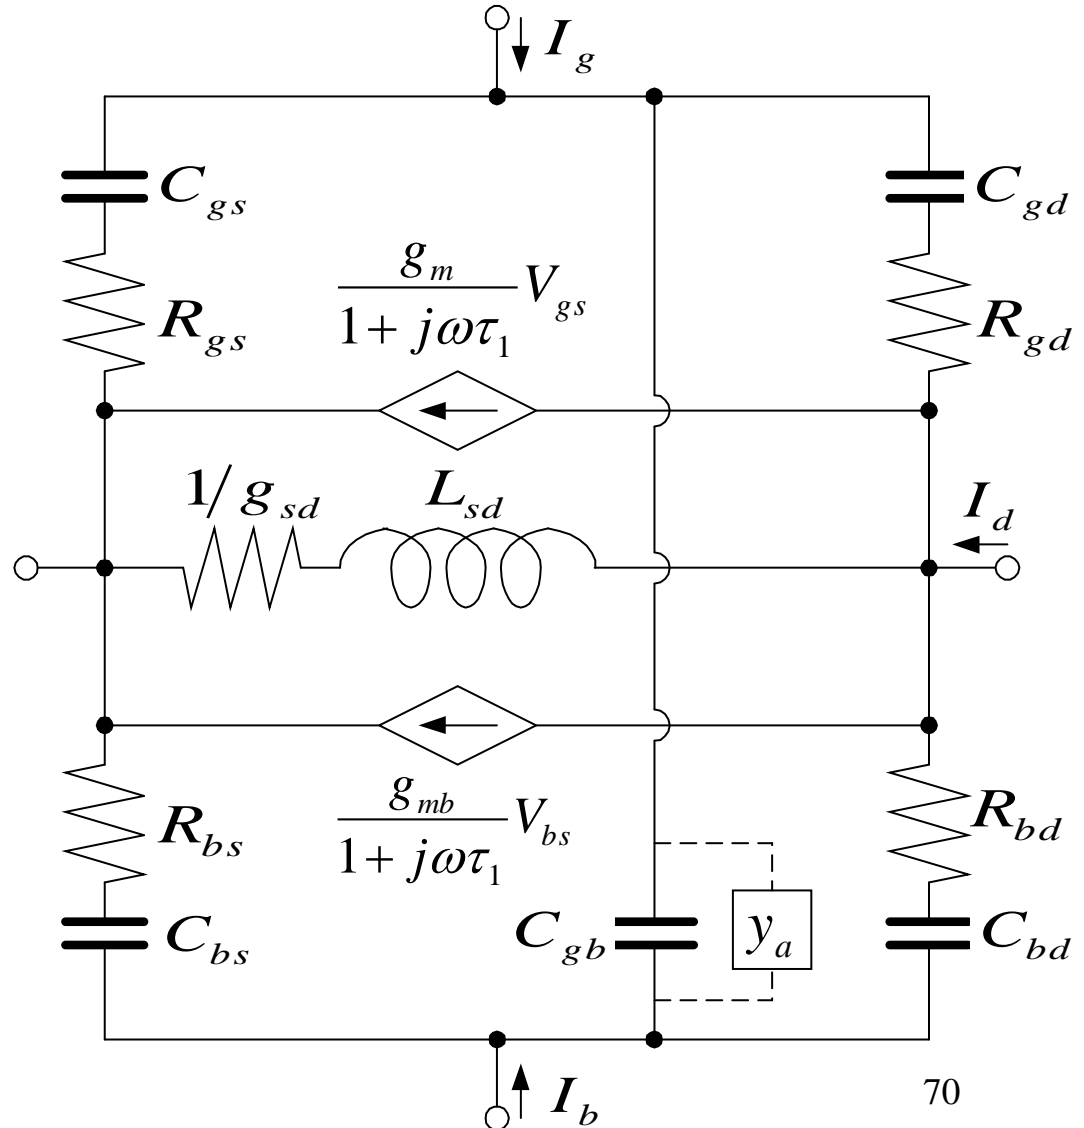 I_g
C_gs
C_gd
g_m / (1 + jωτ_1) V_gs
R_gs
R_gd
1/g_sd
L_sd
I_d
R_bs
g_mb / (1 + jωτ_1) V_bs
R_bd
C_bs
C_gb
y_a
C_bd
I_b
70